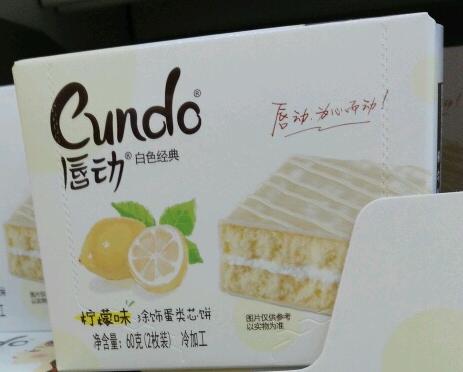 Cundo®
唇动®白色经典
唇动,为心而动!
柠檬味 涂饰蛋类芯饼
净含量:60克(2枚装) 冷加工
图片仅供参考
以实物为准